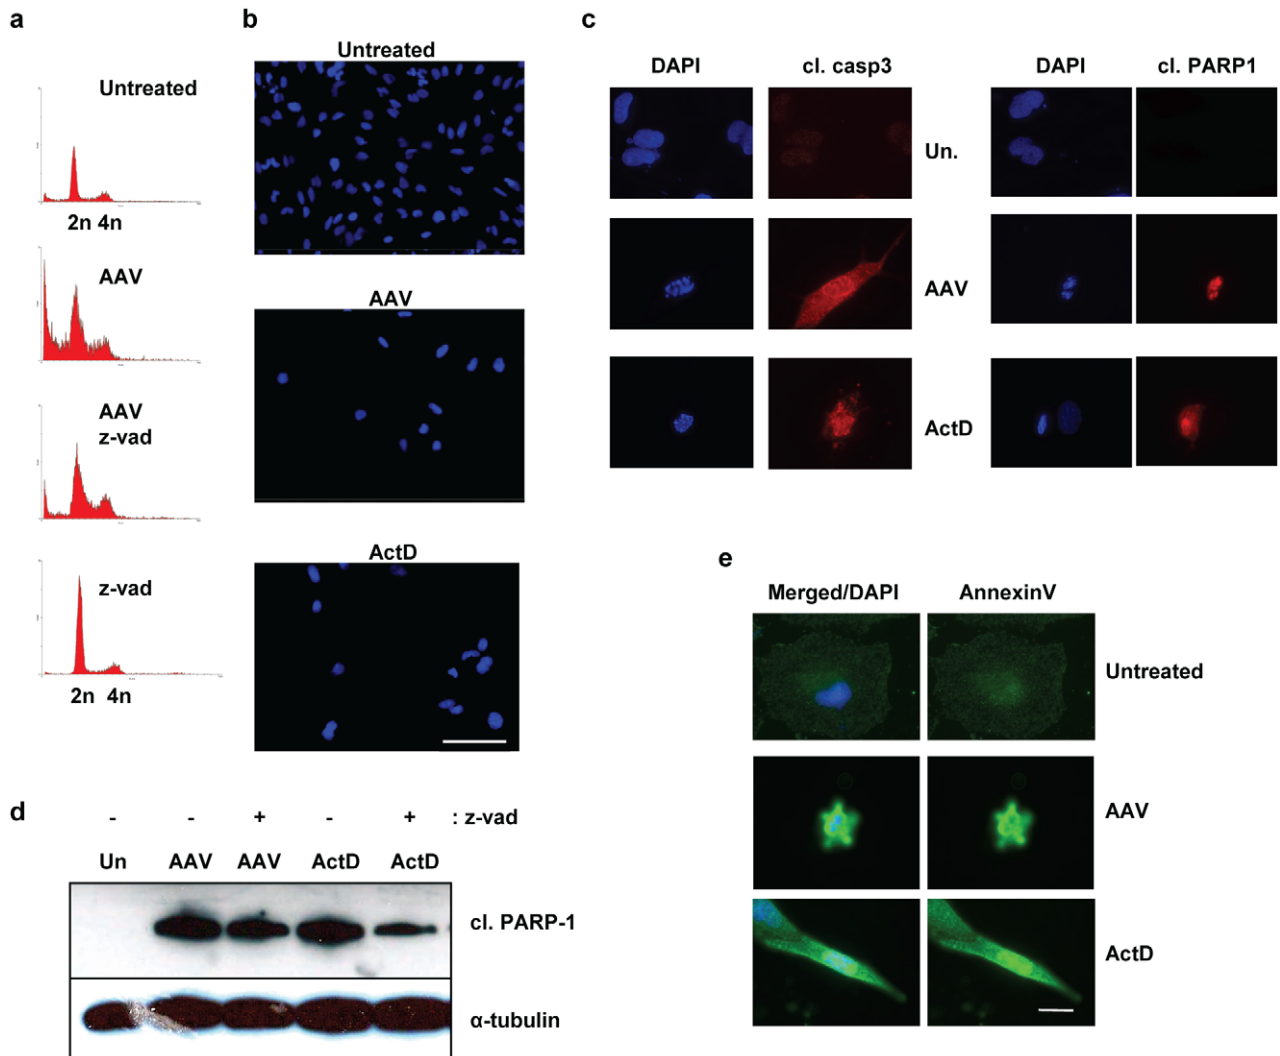 a
Untreated
2n 4n
AAV
AAV
z-vad
z-vad
2n 4n
b
Untreated
AAV
ActD
c
DAPI cl. casp3 DAPI cl. PARP1
Un.
AAV
ActD
d
- - + - + : z-vad
Un AAV AAV ActD ActD
cl. PARP-1
α-tubulin
e
Merged/DAPI AnnexinV
Untreated
AAV
ActD